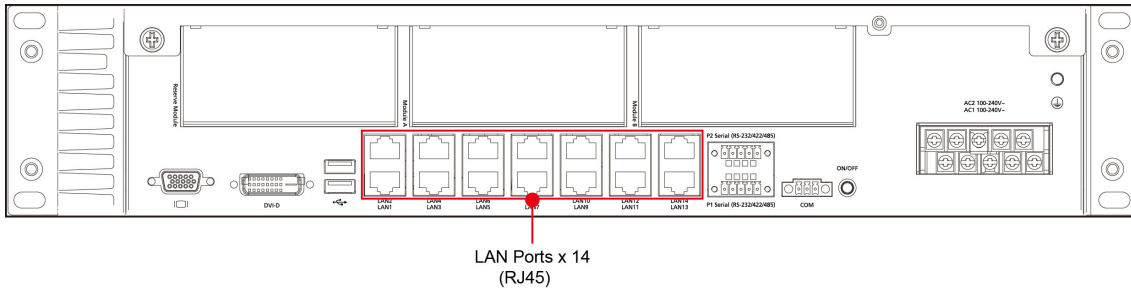 Reserve Module
Module A
Module B
AC2 100-240V~
AC1 100-240V~
P2 Serial (RS-232/422/485)
ON/OFF
DVI-D
LAN2
LAN1
LAN4
LAN3
LAN6
LAN5
LAN7
LAN10
LAN9
LAN12
LAN11
LAN14
LAN13
P1 Serial (RS-232/422/485)
COM
LAN Ports x 14
(RJ45)